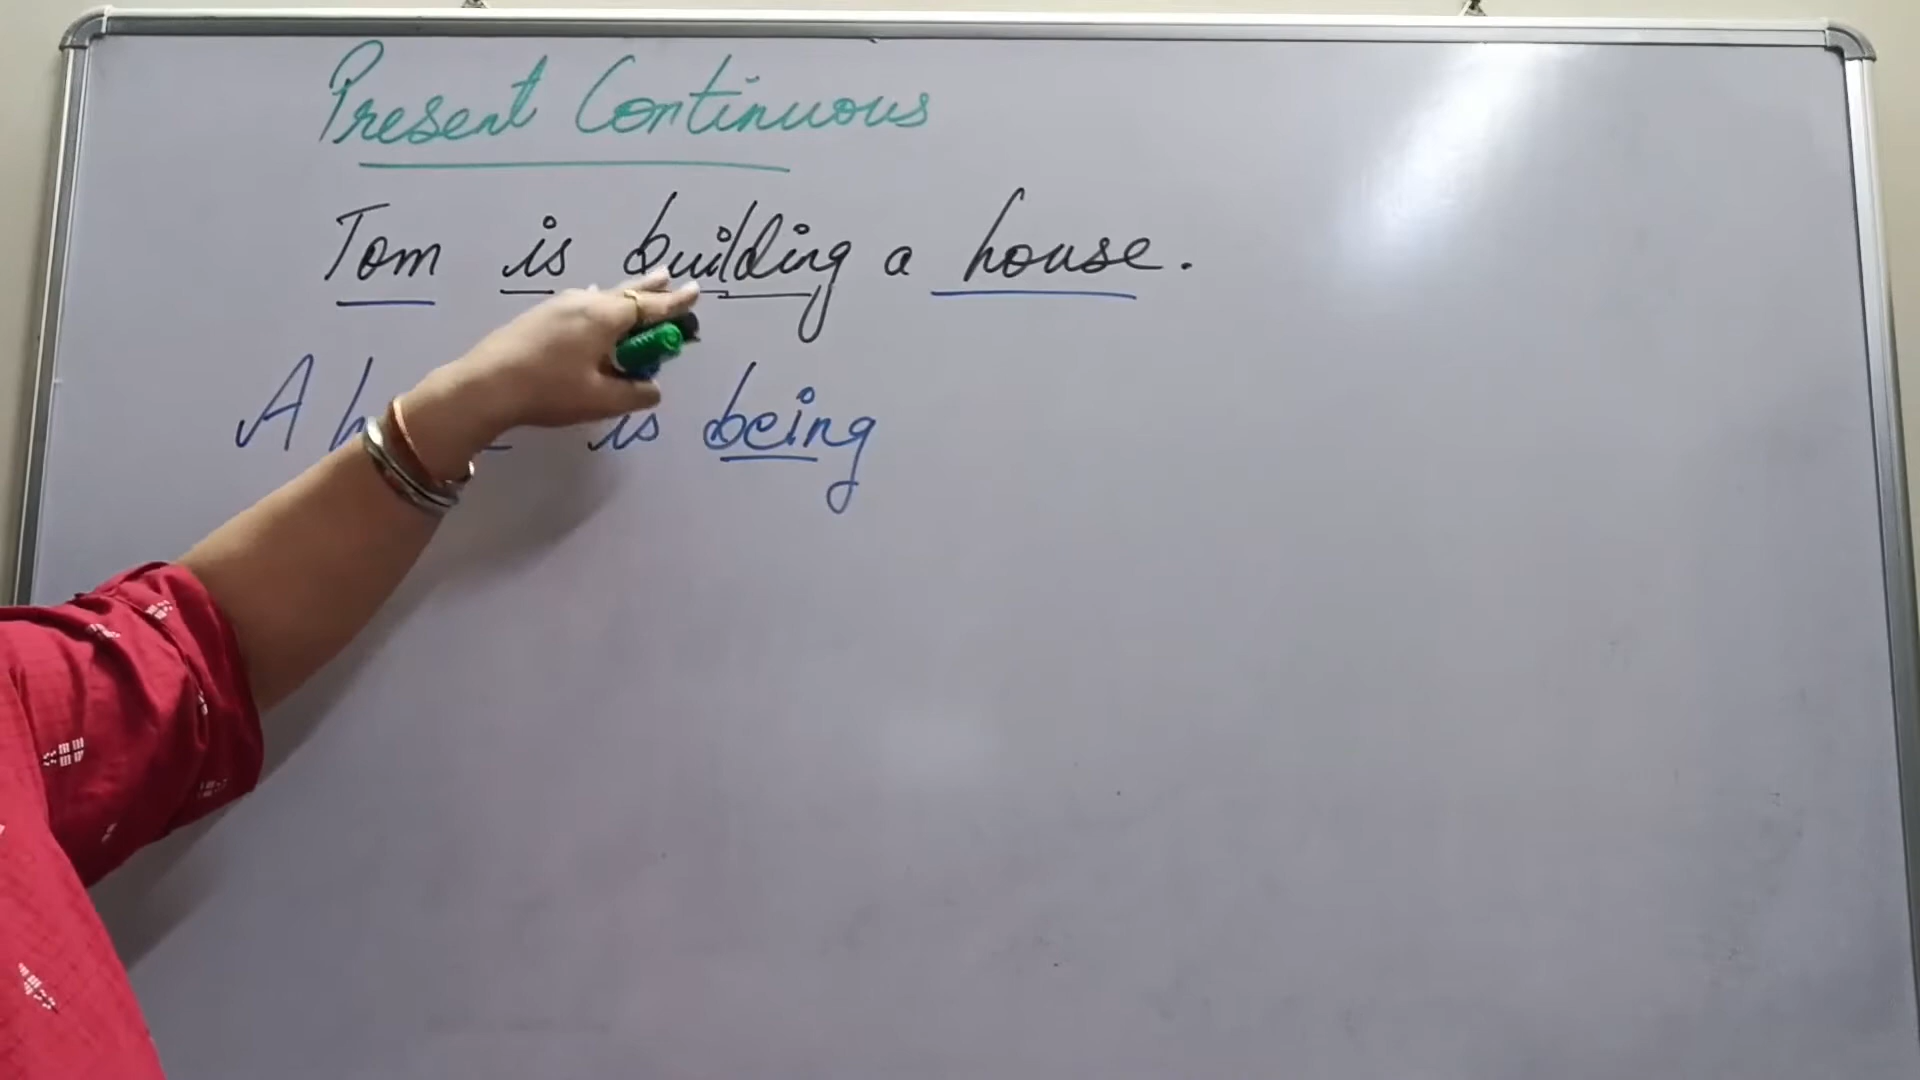 Present Continuous
Tom is building a house.
A is being